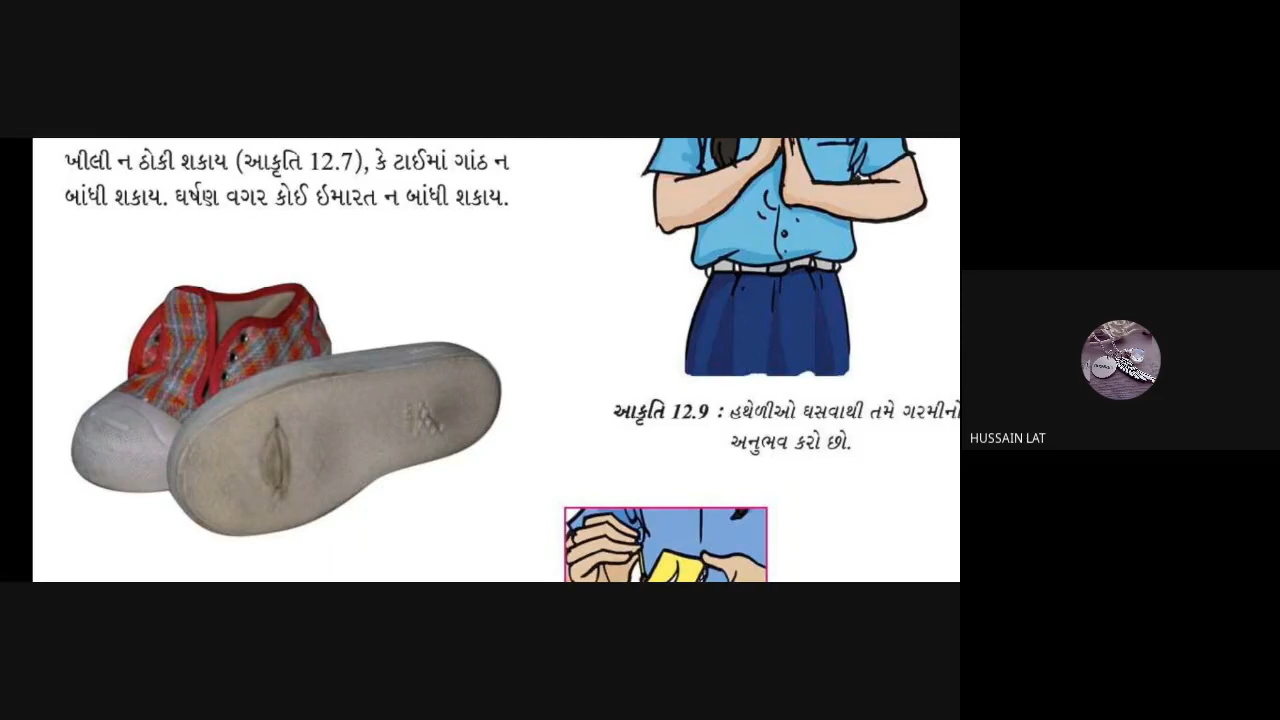 ખીલી ન ઠોકી શકાય (આકૃતિ 12.7), કે ટાઈમાં ગાંઠ ન
બાંધી શકાય. ઘર્ષણ વગર કોઈ ઇમારત ન બાંધી શકાય.
આકૃતિ 12.9 : હથેળીઓ ઘસવાથી તમે ગરમીનો
અનુભવ કરો છો.
HUSSAIN LAT